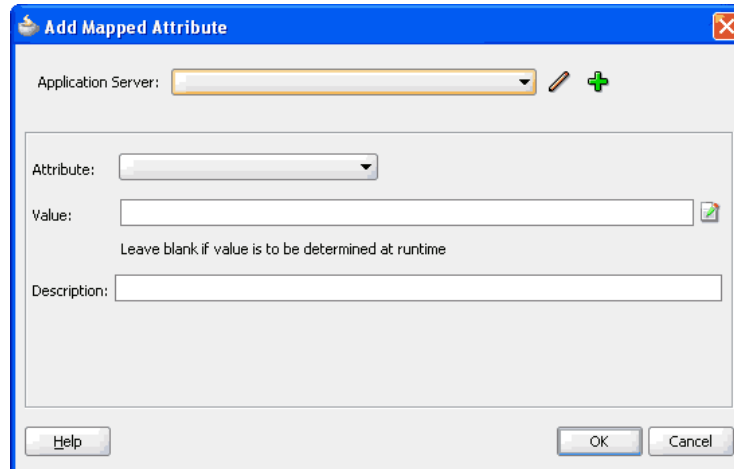 Add Mapped Attribute
Application Server:
Attribute:
Value:
Leave blank if value is to be determined at runtime
Description:
Help OK Cancel